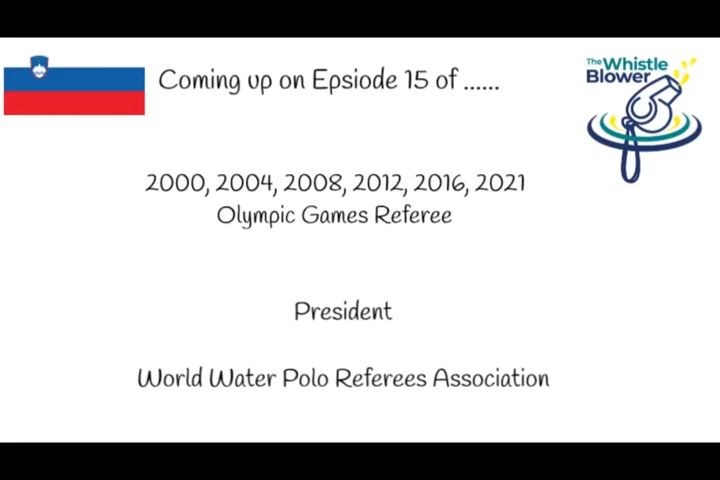 Coming up on Epsiode 15 of ......
The Whistle
Blower
2000, 2004, 2008, 2012, 2016, 2021
Olympic Games Referee
President
World Water Polo Referees Association